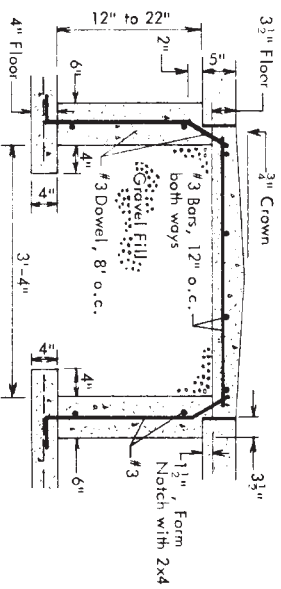 3½" Floor
5"
12" to 22"
2"
6"
4" Floor
¾" Crown
#3 Bars, 12" o.c.
both ways
Gravel Fill
#3 Dowel, 8' o.c.
4"
4"
3'-4"
3½"
1½", Form
Notch with 2x4
#3
6"
4"
4"